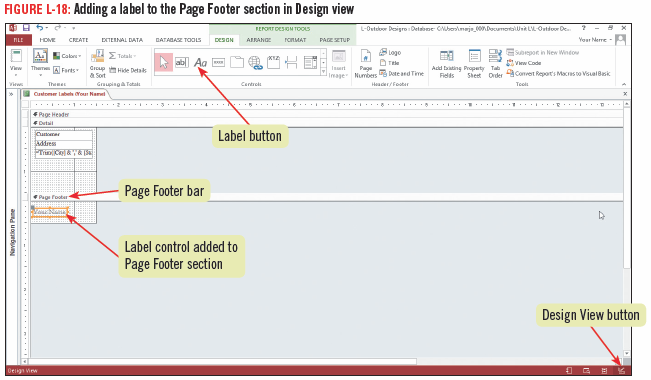 FIGURE L-18: Adding a label to the Page Footer section in Design view
REPORT DESIGN TOOLS
L-Outdoor Designs : Database- C:\Users\marjo_000\Documents\Unit L\L-Outdoor De...
FILE HOME CREATE EXTERNAL DATA DATABASE TOOLS DESIGN ARRANGE FORMAT PAGE SETUP
Your Name
View
Views
Themes
Colors
Fonts
Themes
Group & Sort
Totals
Hide Details
Grouping & Totals
Aa
XYZ
Controls
Insert Image
Page Numbers
Logo
Title
Date and Time
Header / Footer
Add Existing Fields
Property Sheet
Tab Order
Subreport in New Window
View Code
Convert Report's Macros to Visual Basic
Tools
Customer Labels (Your Name)
Page Header
Detail
Customer
Address
Label button
Page Footer bar
Page Footer
Your Name
Label control added to
Page Footer section
Navigation Pane
Design View button
Design View